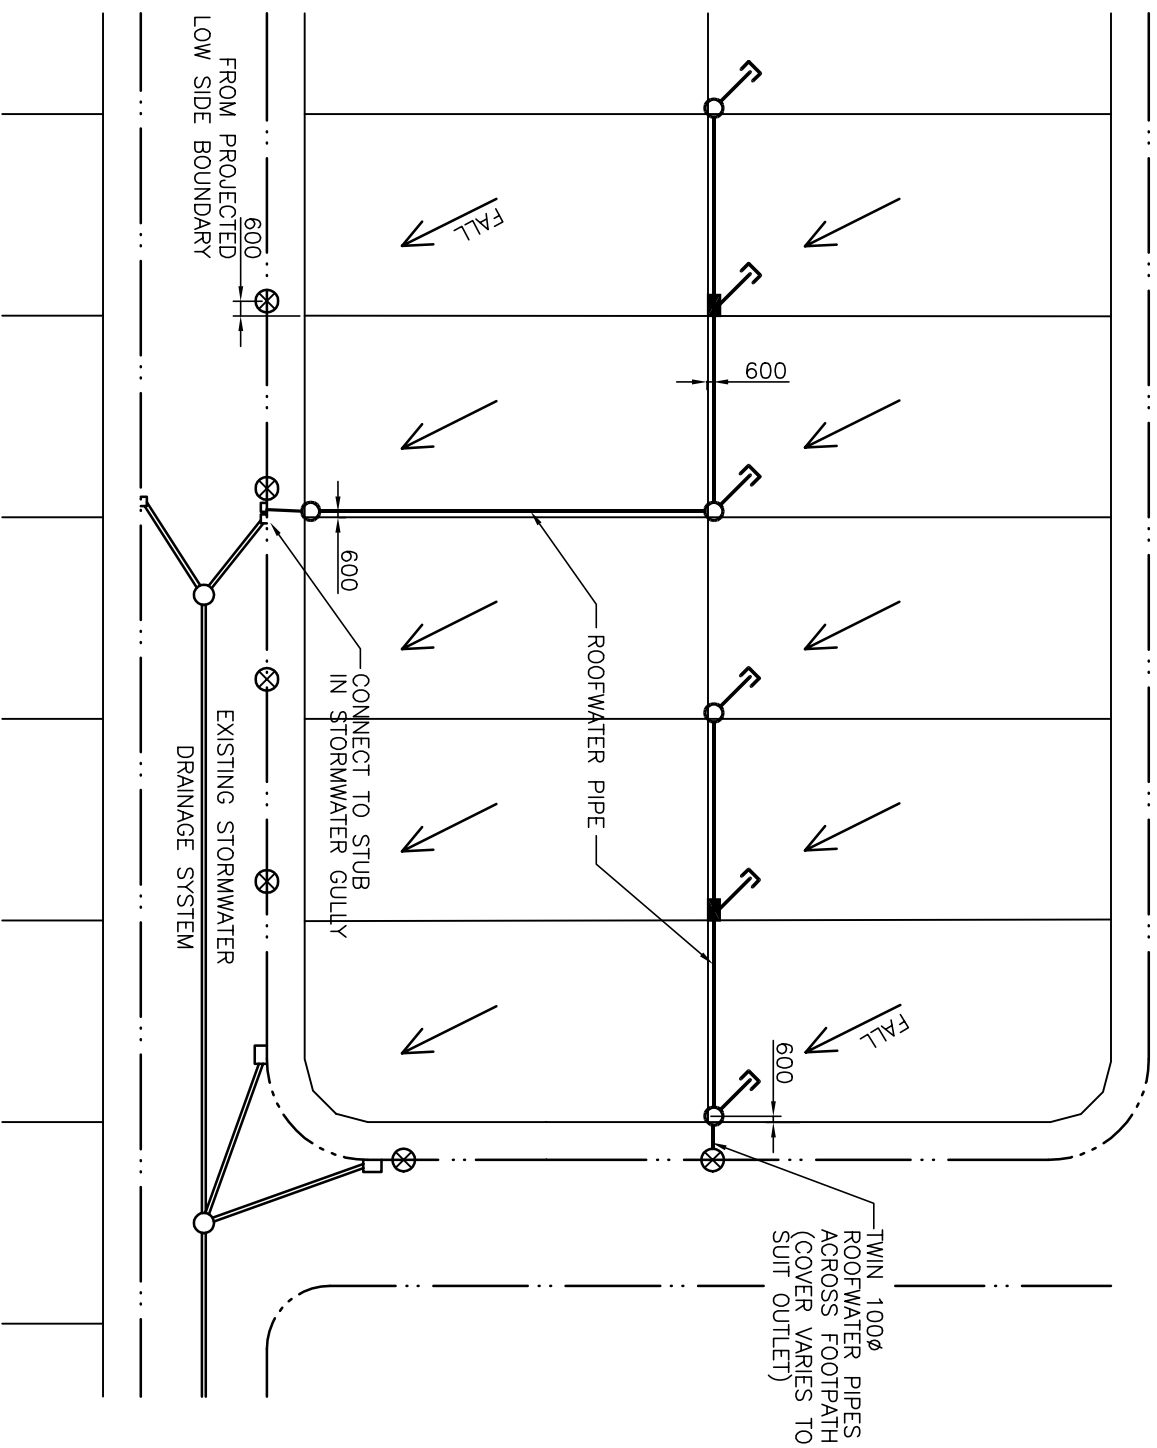 FROM PROJECTED
LOW SIDE BOUNDARY
600
FALL
600
600
ROOFWATER PIPE
CONNECT TO STUB
IN STORMWATER GULLY
EXISTING STORMWATER
DRAINAGE SYSTEM
FALL
600
TWIN 100Ø
ROOFWATER PIPES
ACROSS FOOTPATH
(COVER VARIES TO
SUIT OUTLET)